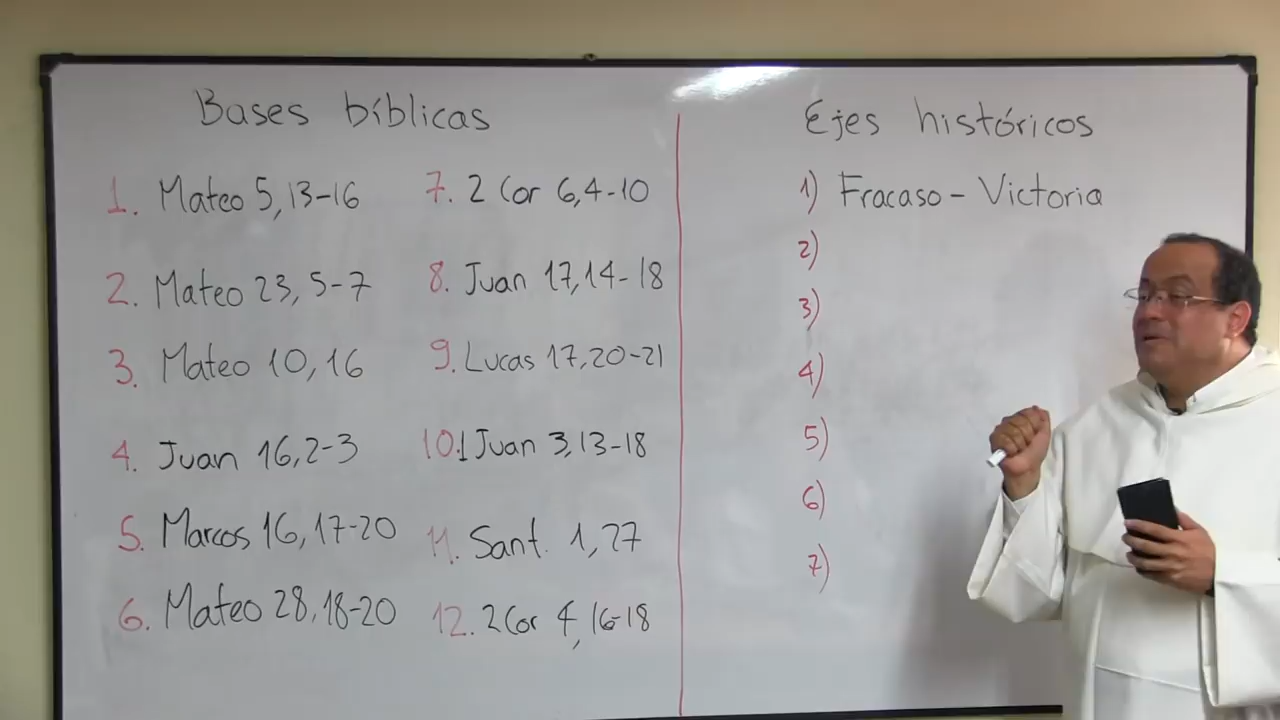 Bases bíblicas
1. Mateo 5,13-16
2. Mateo 23, 5-7
3. Mateo 10, 16
4. Juan 16,2-3
5. Marcos 16, 17-20
6. Mateo 28,18-20
7. 2 Cor 6,4-10
8. Juan 17,14-18
9. Lucas 17,20-21
10. 1 Juan 3,13-18
11. Sant. 1, 27
12. 2 Cor 4, 16-18
Ejes históricos
1) Fracaso - Victoria
2)
3)
4)
5)
6)
7)